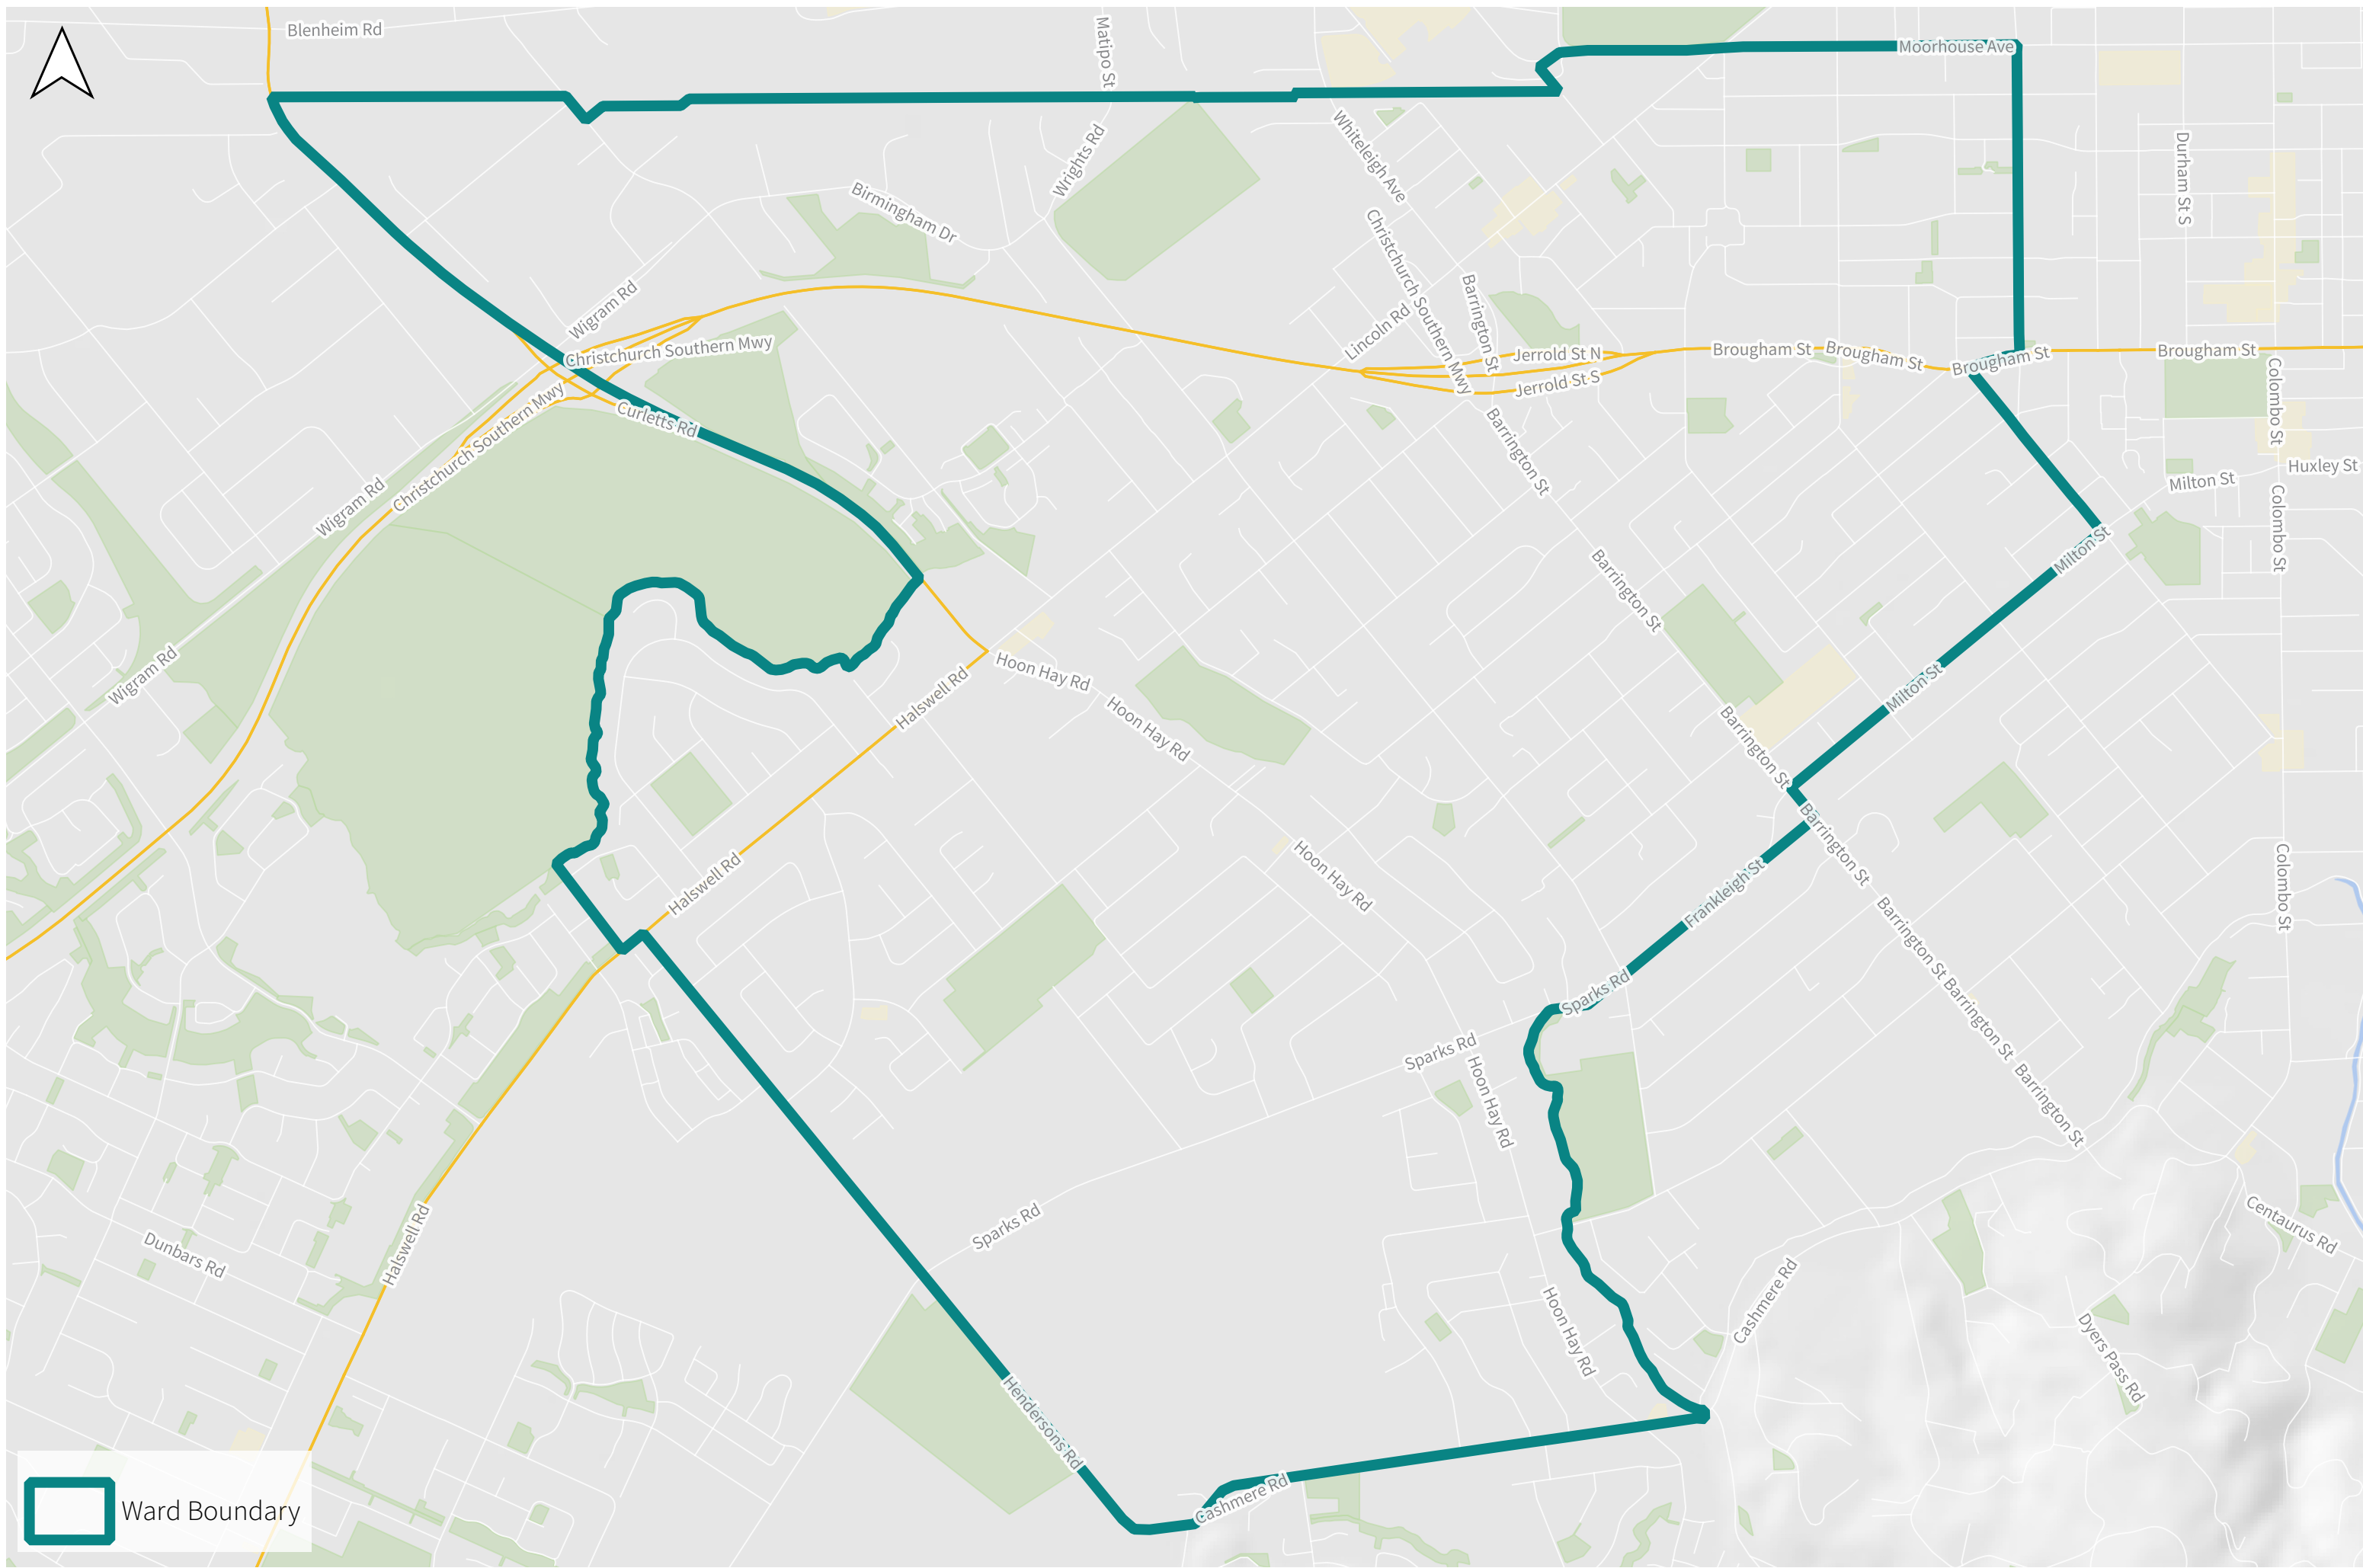 Blenheim Rd
Matipo St
Moorhouse Ave
Whiteleigh Ave
Wrights Rd
Durham St S
Birmingham Dr
Christchurch Southern Mwy
Barrington St
Wigram Rd
Lincoln Rd
Christchurch Southern Mwy
Jerrold St N
Brougham St
Brougham St
Brougham St
Brougham St
Jerrold St S
Colombo St
Curletts Rd
Christchurch Southern Mwy
Barrington St
Huxley St
Milton St
Wigram Rd
Colombo St
Milton St
Barrington St
Wigram Rd
Hoon Hay Rd
Halswell Rd
Milton St
Hoon Hay Rd
Barrington St
Barrington St
Halswell Rd
Hoon Hay Rd
Frankleigh St
Colombo St
Barrington St
Sparks Rd
Barrington St
Sparks Rd
Hoon Hay Rd
Barrington St
Sparks Rd
Halswell Rd
Dunbars Rd
Centaurus Rd
Cashmere Rd
Hoon Hay Rd
Dyers Pass Rd
Hendersons Rd
Cashmere Rd
Ward Boundary